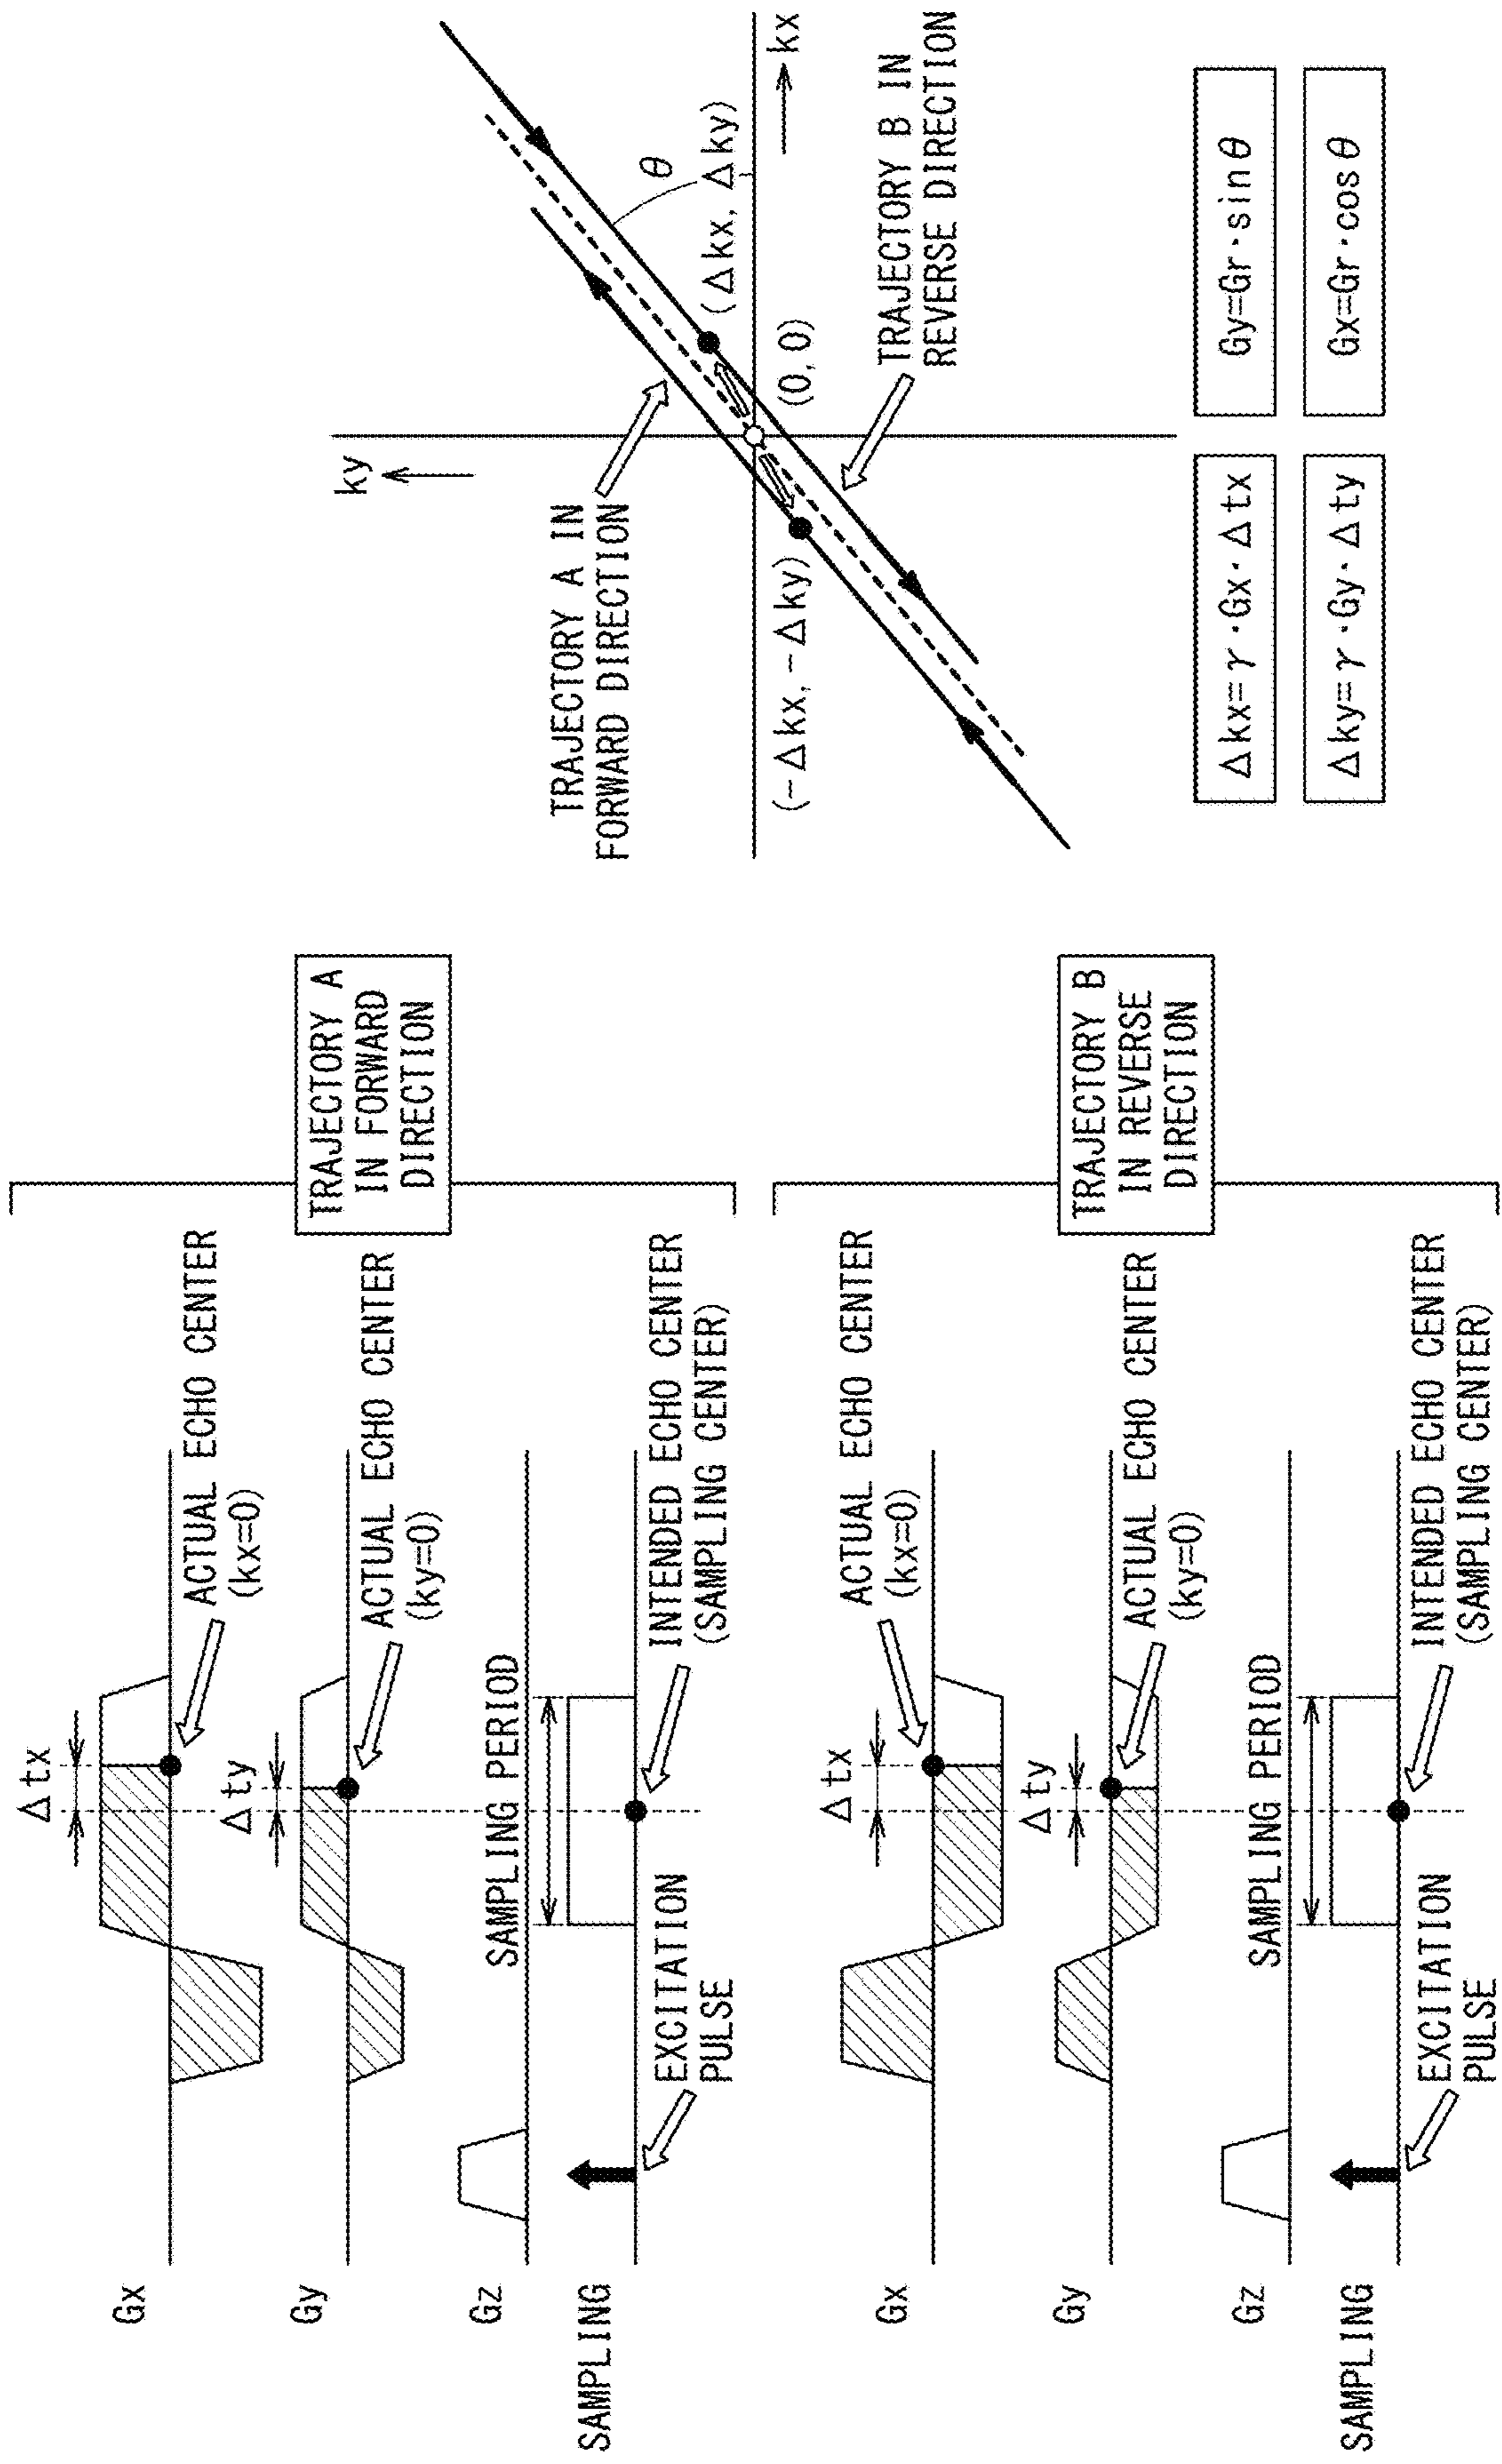 Gx
Δtx
ACTUAL ECHO CENTER
(kx=0)
Gy
Δty
ACTUAL ECHO CENTER
(ky=0)
Gz
SAMPLING PERIOD
SAMPLING
EXCITATION
PULSE
INTENDED ECHO CENTER
(SAMPLING CENTER)
TRAJECTORY A
IN FORWARD
DIRECTION
Gx
Δtx
ACTUAL ECHO CENTER
(kx=0)
Gy
Δty
ACTUAL ECHO CENTER
(ky=0)
Gz
SAMPLING PERIOD
SAMPLING
EXCITATION
PULSE
INTENDED ECHO CENTER
(SAMPLING CENTER)
TRAJECTORY B
IN REVERSE
DIRECTION
ky
TRAJECTORY A IN
FORWARD DIRECTION
θ
(Δkx, Δky)
kx
(-Δkx, -Δky)
(0, 0)
TRAJECTORY B IN
REVERSE DIRECTION
Δkx=γ・Gx・Δtx
Gy=Gr・sinθ
Δky=γ・Gy・Δty
Gx=Gr・cosθ